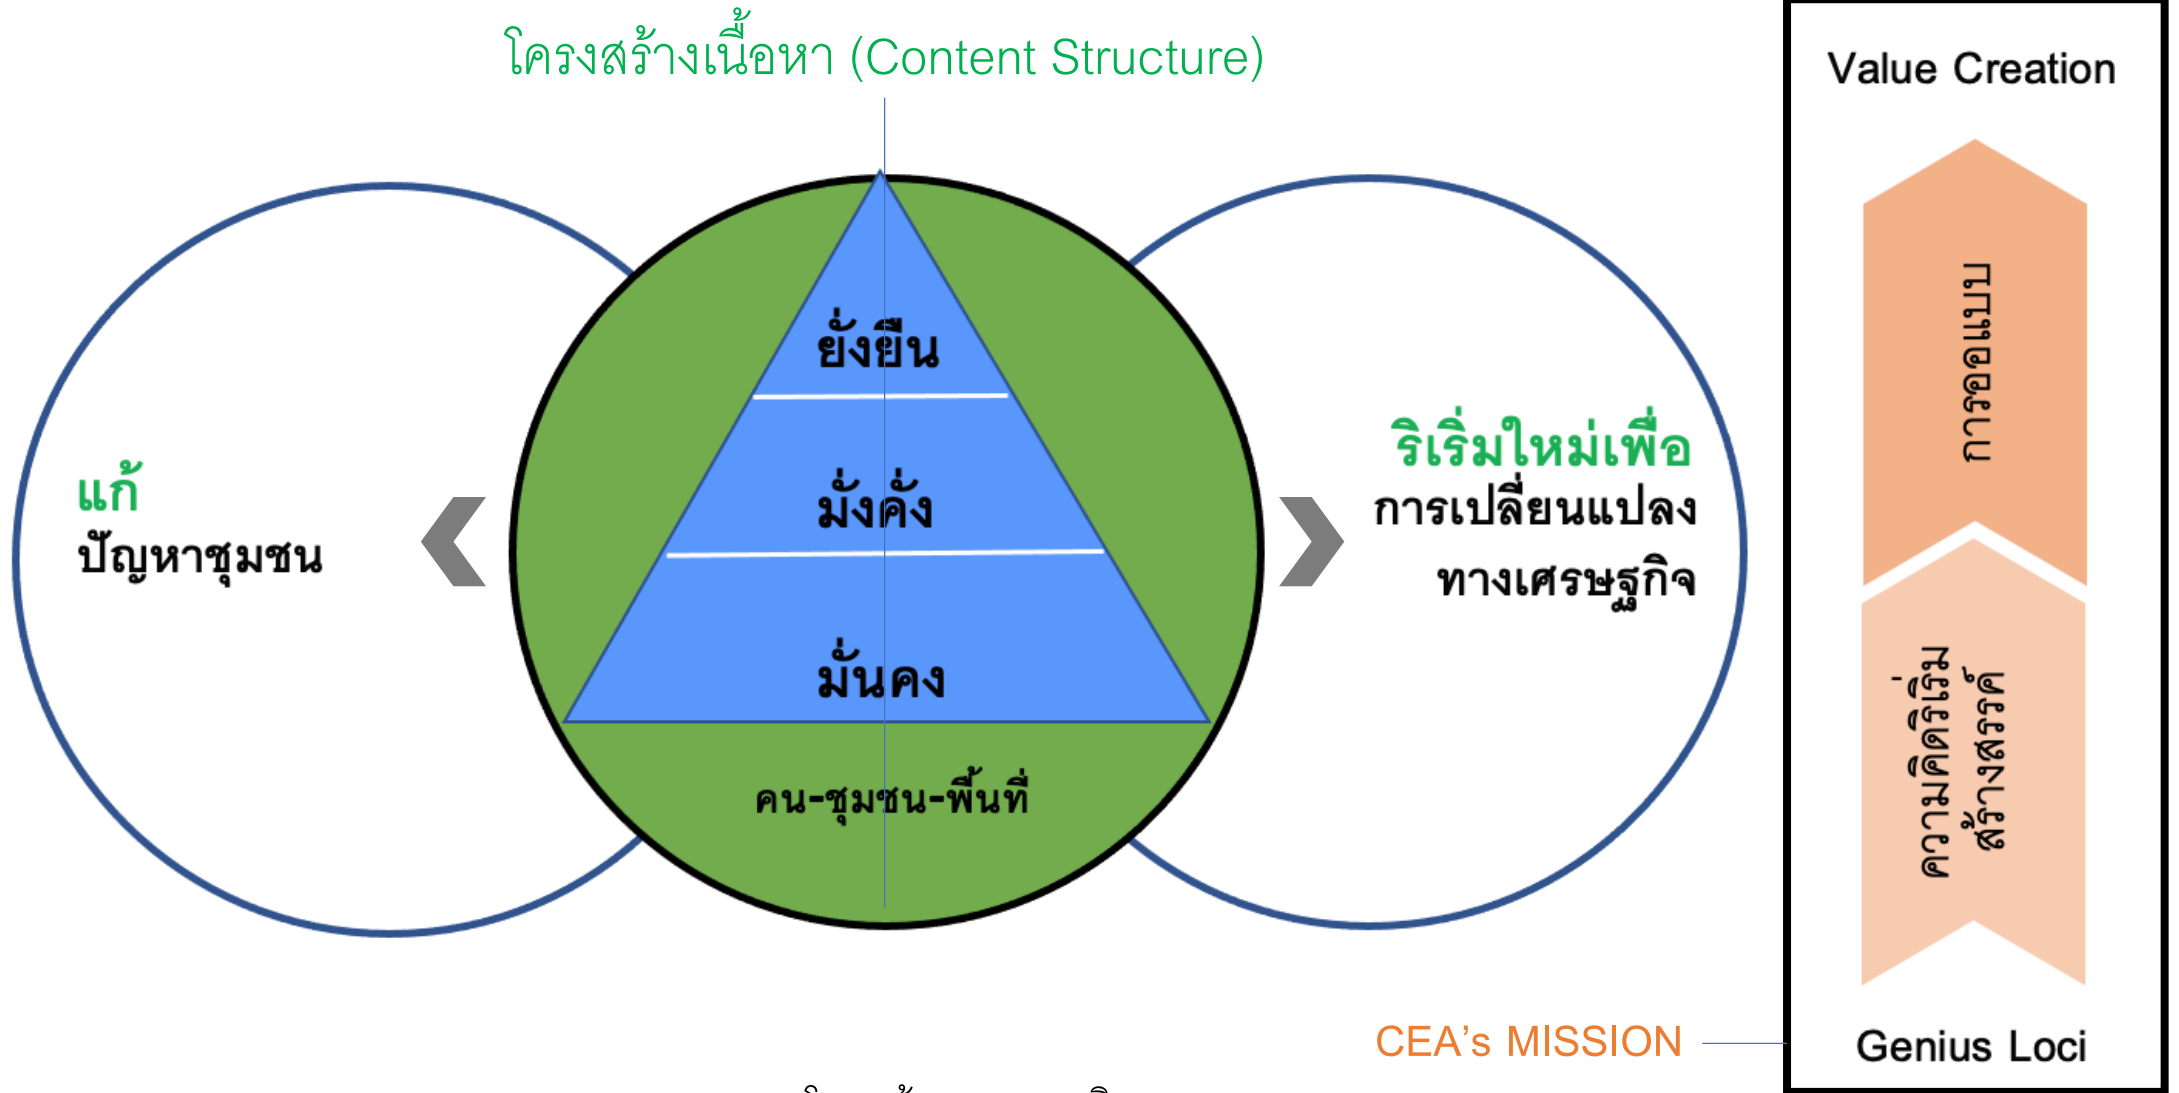 โครงสร้างเนื้อหา (Content Structure)
แก้
ปัญหาชุมชน
ยั่งยืน
มั่งคั่ง
มั่นคง
คน-ชุมชน-พื้นที่
ริเริ่มใหม่เพื่อ
การเปลี่ยนแปลง
ทางเศรษฐกิจ
Value Creation
การออแบบ
ความคิดริเริ่ม
สร้างสรรค์
Genius Loci
CEA's MISSION